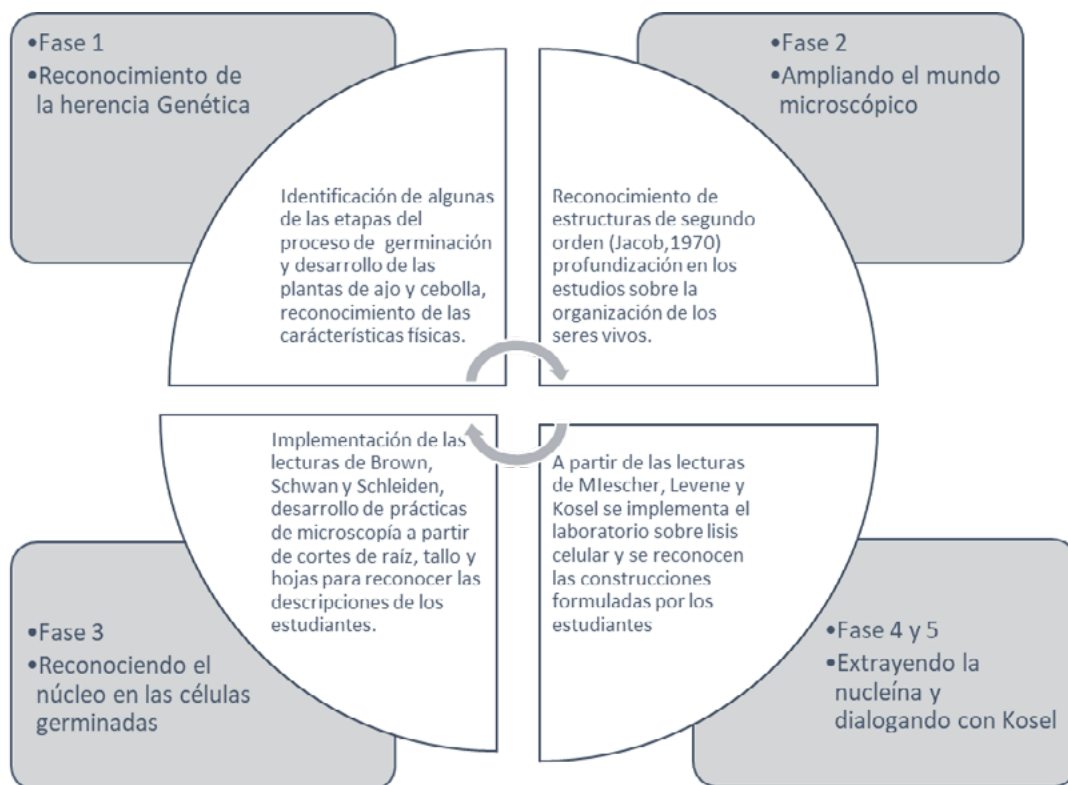 •Fase 1
•Reconocimiento de
la herencia Genética
Identificación de algunas
de las etapas del
proceso de germinación
y desarrollo de las
plantas de ajo y cebolla,
reconocimiento de las
carácterísticas físicas.
•Fase 2
•Ampliando el mundo
microscópico
Reconocimiento de
estructuras de segundo
orden (Jacob,1970)
profundización en los
estudios sobre la
organización de los
seres vivos.
Implementación de las
lecturas de Brown,
Schwan y Schleiden,
desarrollo de prácticas
de microscopía a partir
de cortes de raíz, tallo y
hojas para reconocer las
descripciones de los
estudiantes.
•Fase 3
•Reconociendo el
núcleo en las células
germinadas
A partir de las lecturas
de MIescher, Levene y
Kosel se implementa el
laboratorio sobre lisis
celular y se reconocen
las construcciones
formuladas por los
estudiantes
•Fase 4 y 5
•Extrayendo la
nucleína y
dialogando con Kosel